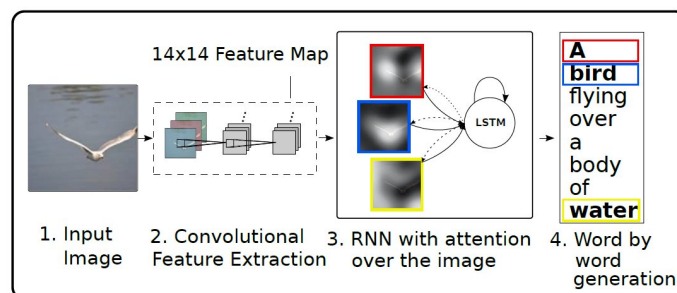 14x14 Feature Map
LSTM
A
bird
flying
over
a
body
of
water
1. Input
Image
2. Convolutional
Feature Extraction
3. RNN with attention
over the image
4. Word by
word
generation